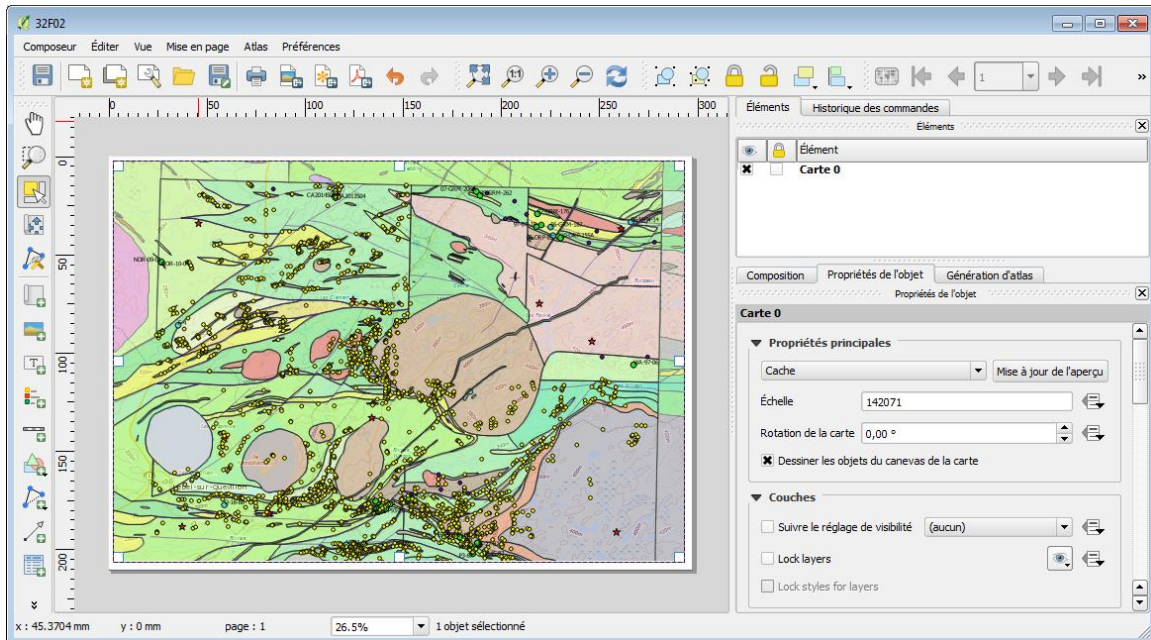 32F02
Composeur Éditer Vue Mise en page Atlas Préférences
1:1
1
»
0 50 100 150 200 250 300
0
50
100
150
200
Éléments Historique des commandes
Éléments
Élément
Carte 0
Composition Propriétés de l'objet Génération d'atlas
Propriétés de l'objet
Carte 0
Propriétés principales
Cache Mise à jour de l'aperçu
Échelle 142071
Rotation de la carte 0,00 °
Dessiner les objets du canevas de la carte
Couches
Suivre le réglage de visibilité (aucun)
Lock layers
Lock styles for layers
x : 45.3704 mm y : 0 mm page : 1 26.5% 1 objet sélectionné